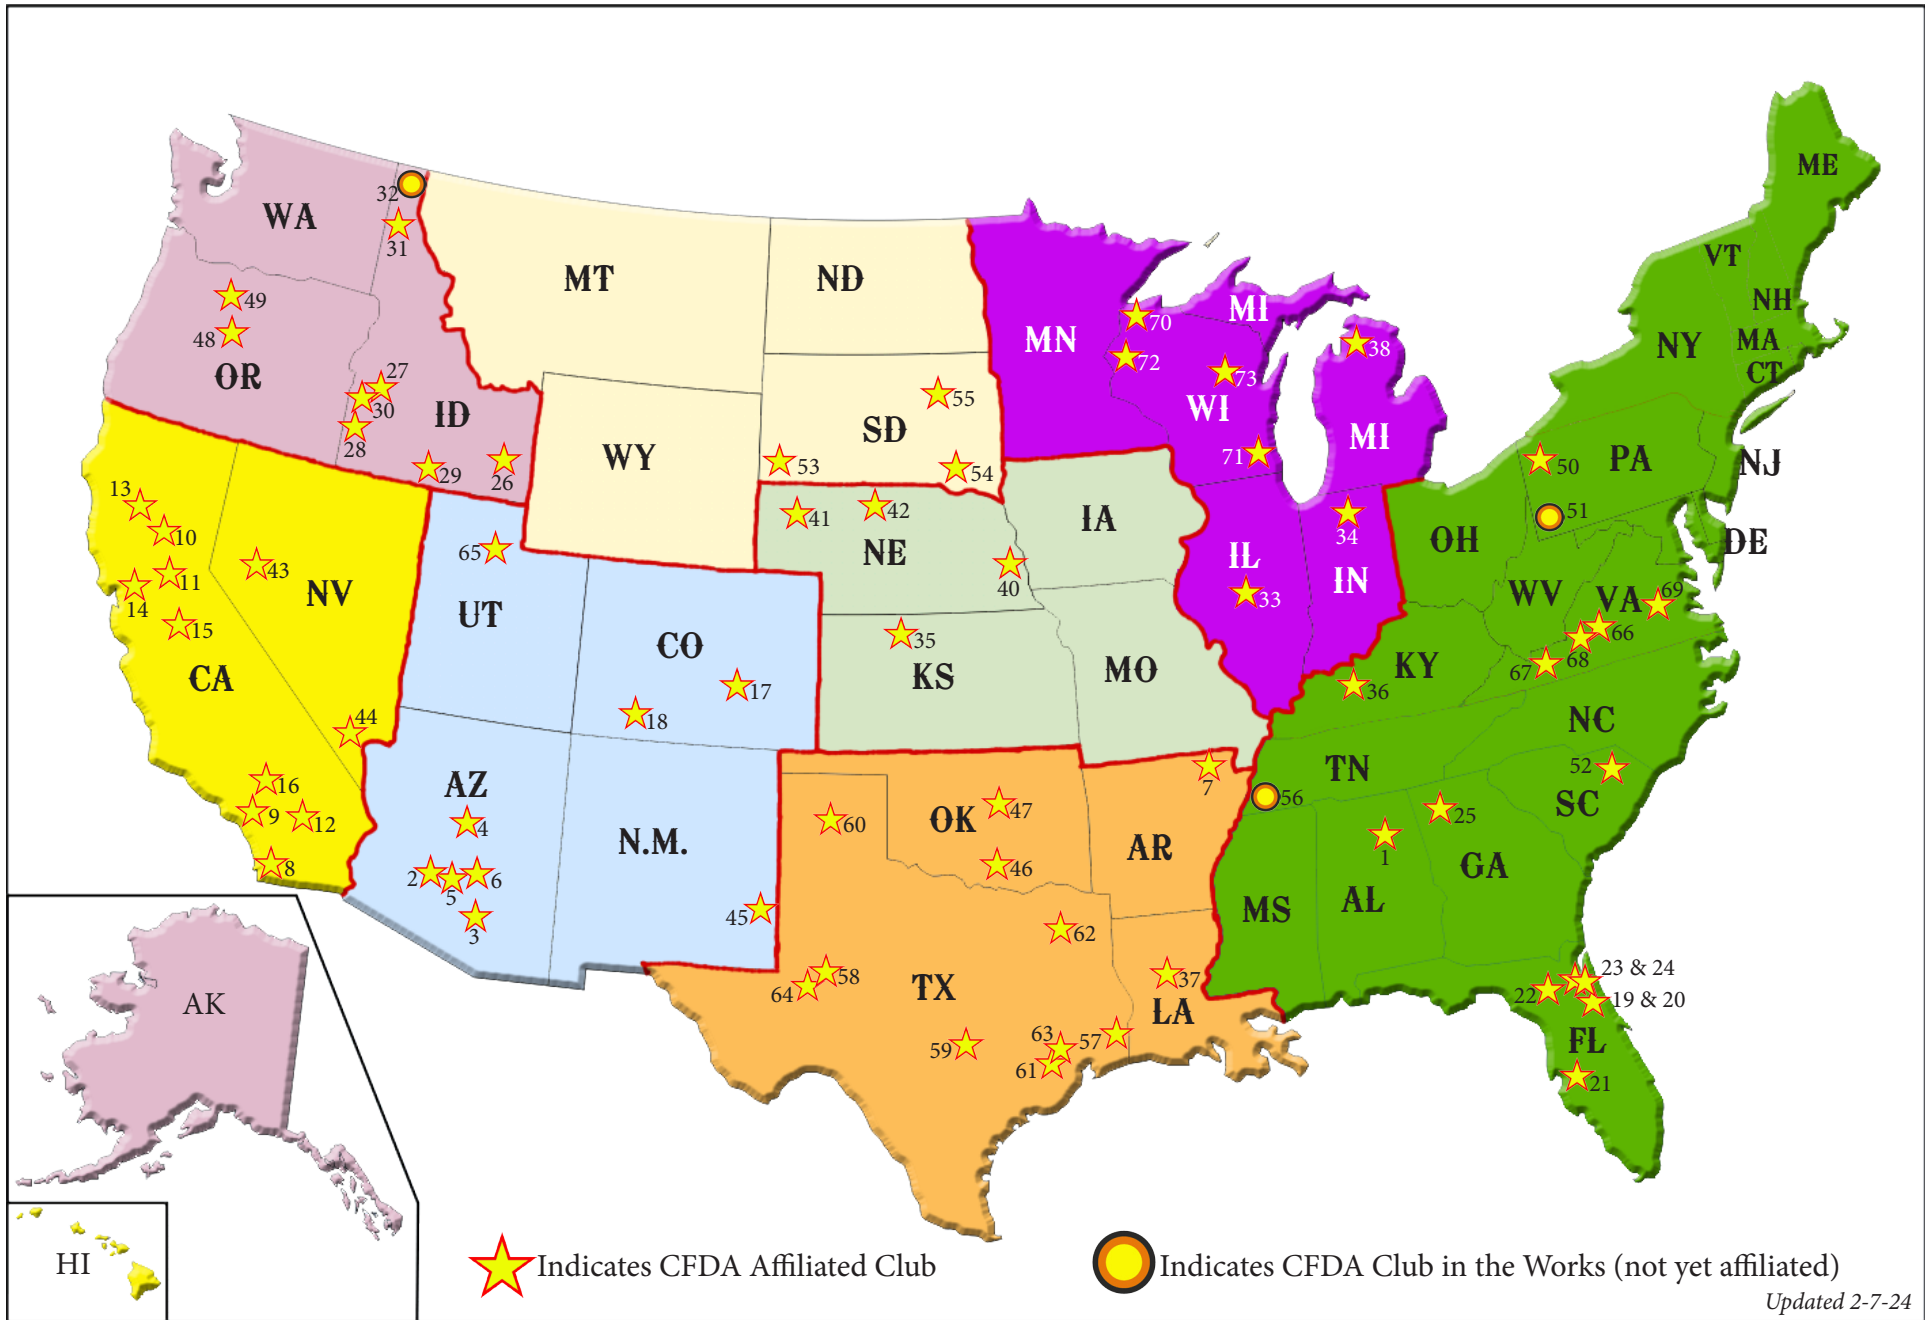 ME
32
WA
31
VT
MT
ND
NH
49
MI
70
48
MN
38
NY
MA
72
CT
27
OR
73
55
30
ID
WI
28
SD
MI
WY
71
50
PA
NJ
53
54
29
26
13
41
42
IA
51
10
34
OH
DE
65
NE
43
IL
11
IN
40
14
NV
33
WV
VA
69
UT
15
66
35
CO
68
KS
MO
KY
67
CA
17
36
18
NC
44
TN
52
AZ
16
7
56
SC
9
12
4
60
OK
47
25
N.M.
AR
1
8
2
5
6
46
GA
AL
MS
45
3
62
23 & 24
58
37
64
TX
22
19 & 20
AK
LA
63
57
59
FL
61
21
HI
Indicates CFDA Affiliated Club
Indicates CFDA Club in the Works (not yet affiliated)
Updated 2-7-24